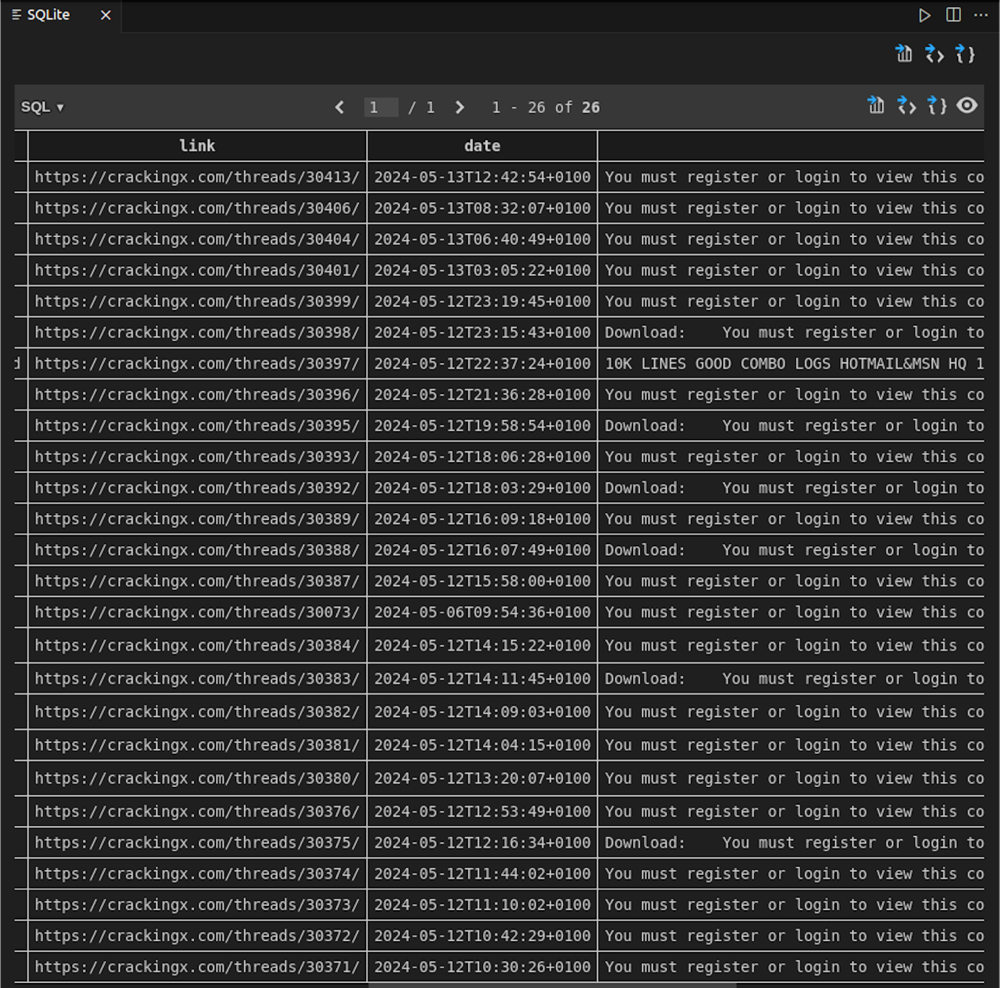 SQLite
SQL 1 / 1 1 - 26 of 26
link date
https://crackingx.com/threads/30413/ 2024-05-13T12:42:54+0100 You must register or login to view this co
https://crackingx.com/threads/30406/ 2024-05-13T08:32:07+0100 You must register or login to view this co
https://crackingx.com/threads/30404/ 2024-05-13T06:40:49+0100 You must register or login to view this co
https://crackingx.com/threads/30401/ 2024-05-13T03:05:22+0100 You must register or login to view this co
https://crackingx.com/threads/30399/ 2024-05-12T23:19:45+0100 You must register or login to view this co
https://crackingx.com/threads/30398/ 2024-05-12T23:15:43+0100 Download: You must register or login to
d https://crackingx.com/threads/30397/ 2024-05-12T22:37:24+0100 10K LINES GOOD COMBO LOGS HOTMAIL&MSN HQ 1
https://crackingx.com/threads/30396/ 2024-05-12T21:36:28+0100 You must register or login to view this co
https://crackingx.com/threads/30395/ 2024-05-12T19:58:54+0100 Download: You must register or login to
https://crackingx.com/threads/30393/ 2024-05-12T18:06:28+0100 You must register or login to view this co
https://crackingx.com/threads/30392/ 2024-05-12T18:03:29+0100 Download: You must register or login to
https://crackingx.com/threads/30389/ 2024-05-12T16:09:18+0100 You must register or login to view this co
https://crackingx.com/threads/30388/ 2024-05-12T16:07:49+0100 Download: You must register or login to
https://crackingx.com/threads/30387/ 2024-05-12T15:58:00+0100 You must register or login to view this co
https://crackingx.com/threads/30073/ 2024-05-06T09:54:36+0100 You must register or login to view this co
https://crackingx.com/threads/30384/ 2024-05-12T14:15:22+0100 You must register or login to view this co
https://crackingx.com/threads/30383/ 2024-05-12T14:11:45+0100 Download: You must register or login to
https://crackingx.com/threads/30382/ 2024-05-12T14:09:03+0100 You must register or login to view this co
https://crackingx.com/threads/30381/ 2024-05-12T14:04:15+0100 You must register or login to view this co
https://crackingx.com/threads/30380/ 2024-05-12T13:20:07+0100 You must register or login to view this co
https://crackingx.com/threads/30376/ 2024-05-12T12:53:49+0100 You must register or login to view this co
https://crackingx.com/threads/30375/ 2024-05-12T12:16:34+0100 Download: You must register or login to
https://crackingx.com/threads/30374/ 2024-05-12T11:44:02+0100 You must register or login to view this co
https://crackingx.com/threads/30373/ 2024-05-12T11:10:02+0100 You must register or login to view this co
https://crackingx.com/threads/30372/ 2024-05-12T10:42:29+0100 You must register or login to view this co
https://crackingx.com/threads/30371/ 2024-05-12T10:30:26+0100 You must register or login to view this co